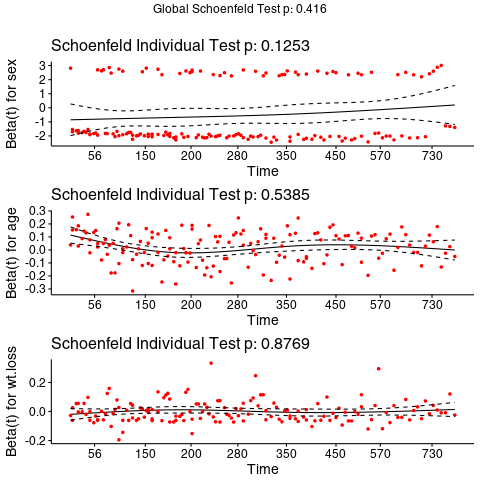 Global Schoenfeld Test p: 0.416
Schoenfeld Individual Test p: 0.1253
Beta(t) for sex
3
2
1
0
-1
-2
56 150 200 280 350 450 570 730
Time
Schoenfeld Individual Test p: 0.5385
Beta(t) for age
0.3
0.2
0.1
0.0
-0.1
-0.2
-0.3
56 150 200 280 350 450 570 730
Time
Schoenfeld Individual Test p: 0.8769
Beta(t) for wt.loss
0.2
0.0
-0.2
56 150 200 280 350 450 570 730
Time